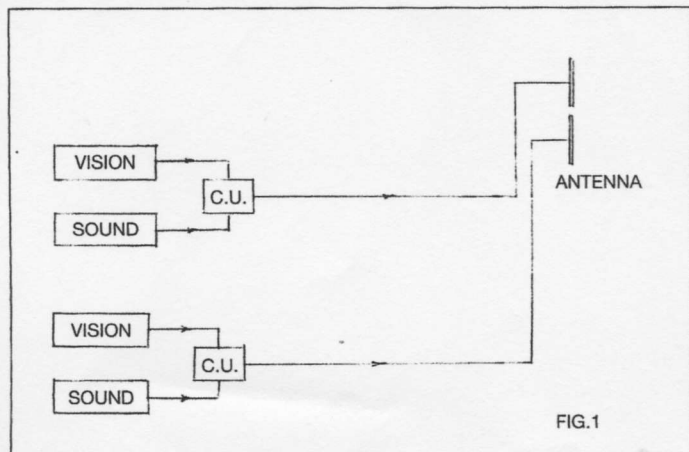 VISION
C.U.
SOUND
ANTENNA
VISION
C.U.
SOUND
FIG.1